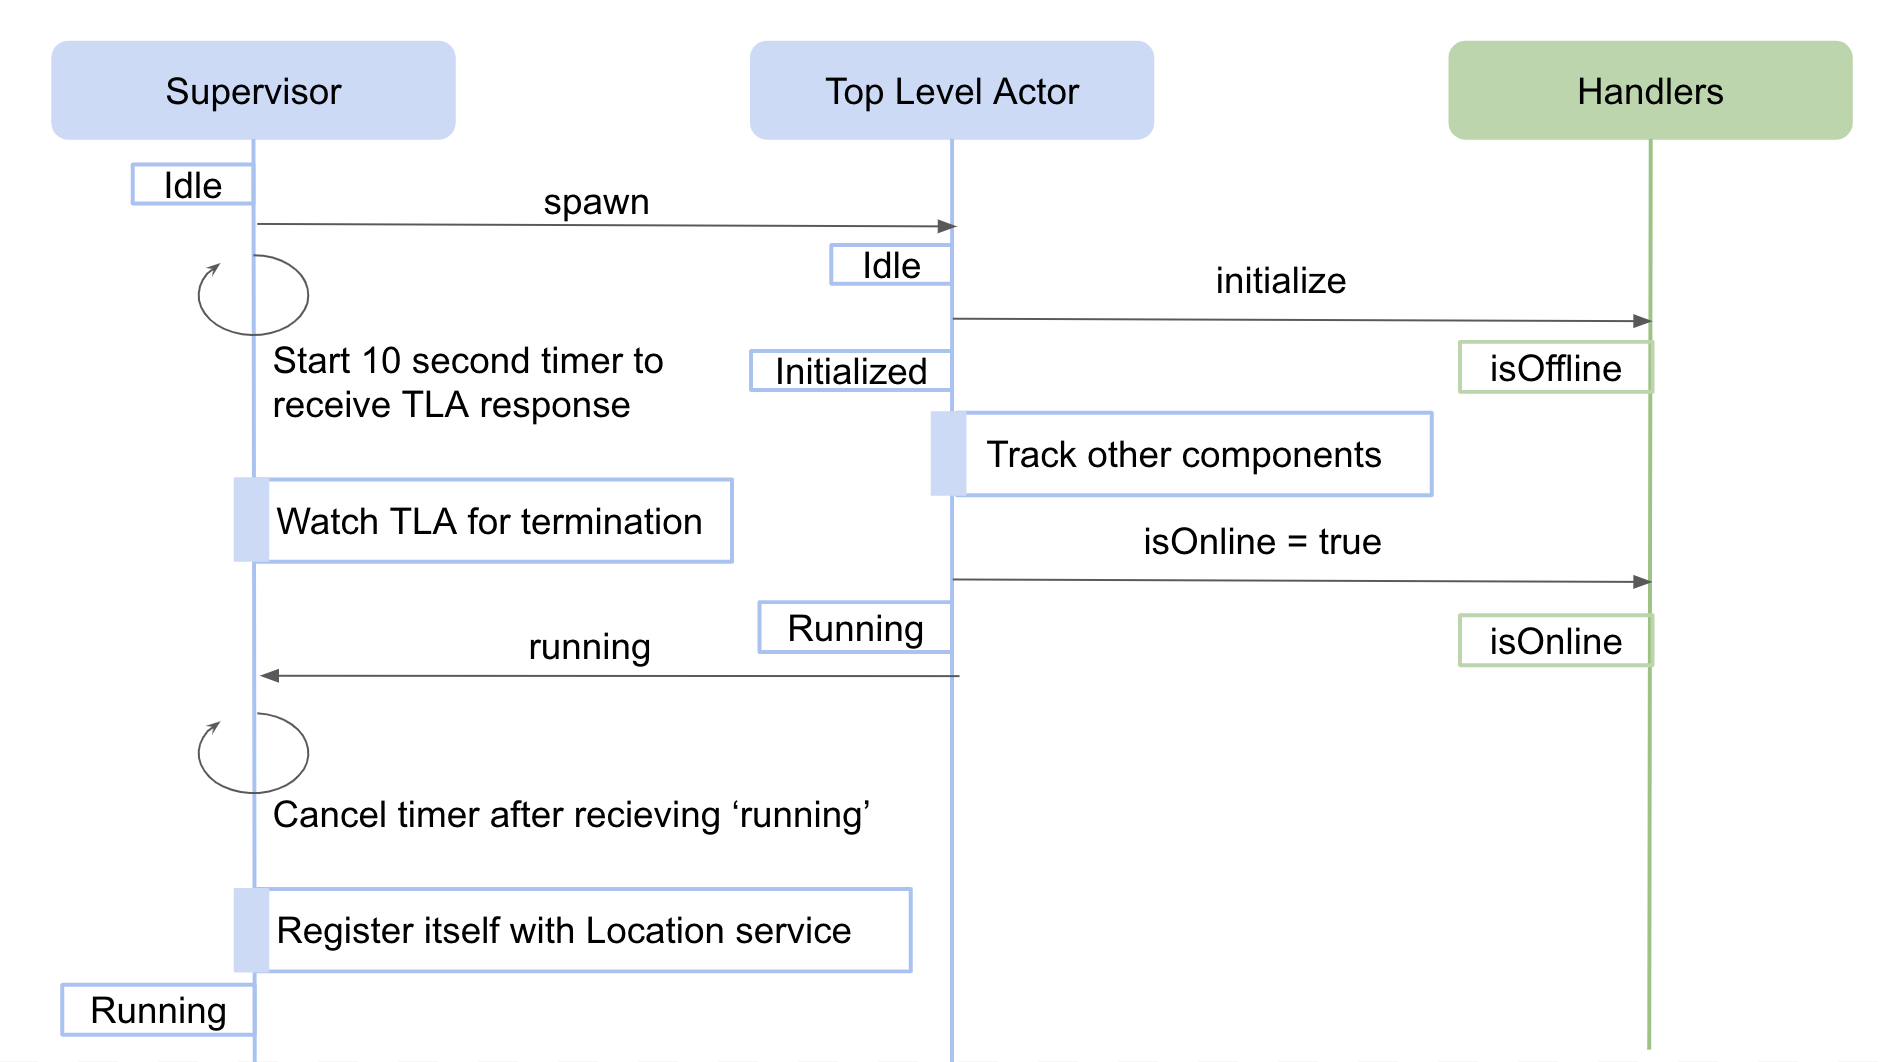 Supervisor
Top Level Actor
Handlers
Idle
spawn
Idle
initialize
Start 10 second timer to
receive TLA response
Initialized
isOffline
Track other components
Watch TLA for termination
isOnline = true
Running
running
isOnline
Cancel timer after recieving ‘running’
Register itself with Location service
Running